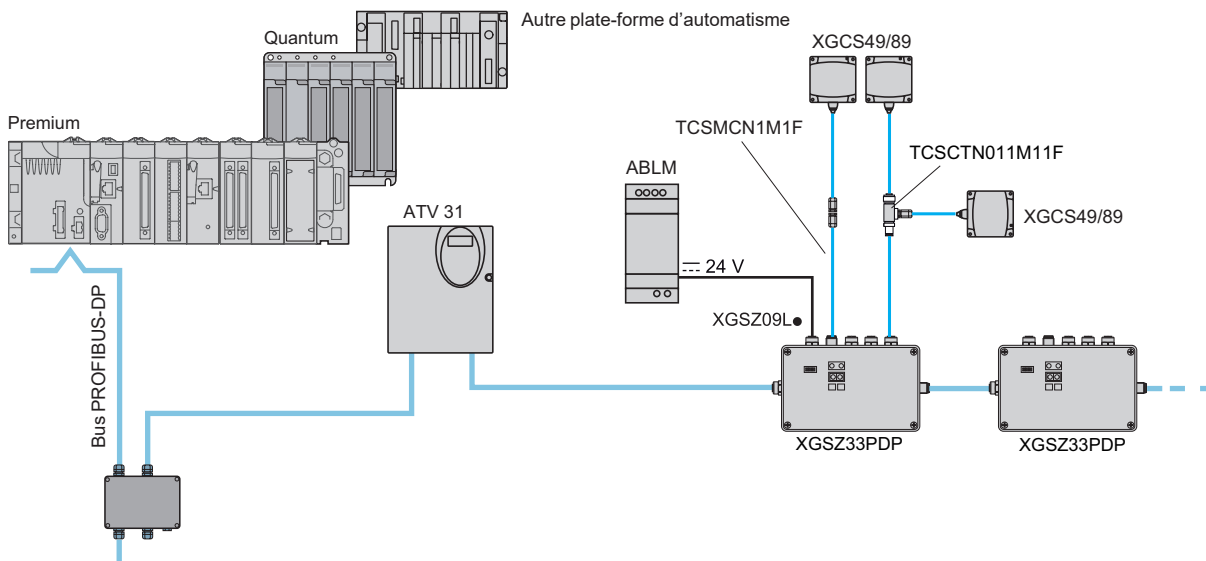 Autre plate-forme d'automatisme
Quantum
XGCS49/89
Premium
TCSMCN1M1F
TCSCTN011M11F
ABLM
ATV 31
XGCS49/89
24 V
XGSZ09L●
Bus PROFIBUS-DP
XGSZ33PDP
XGSZ33PDP